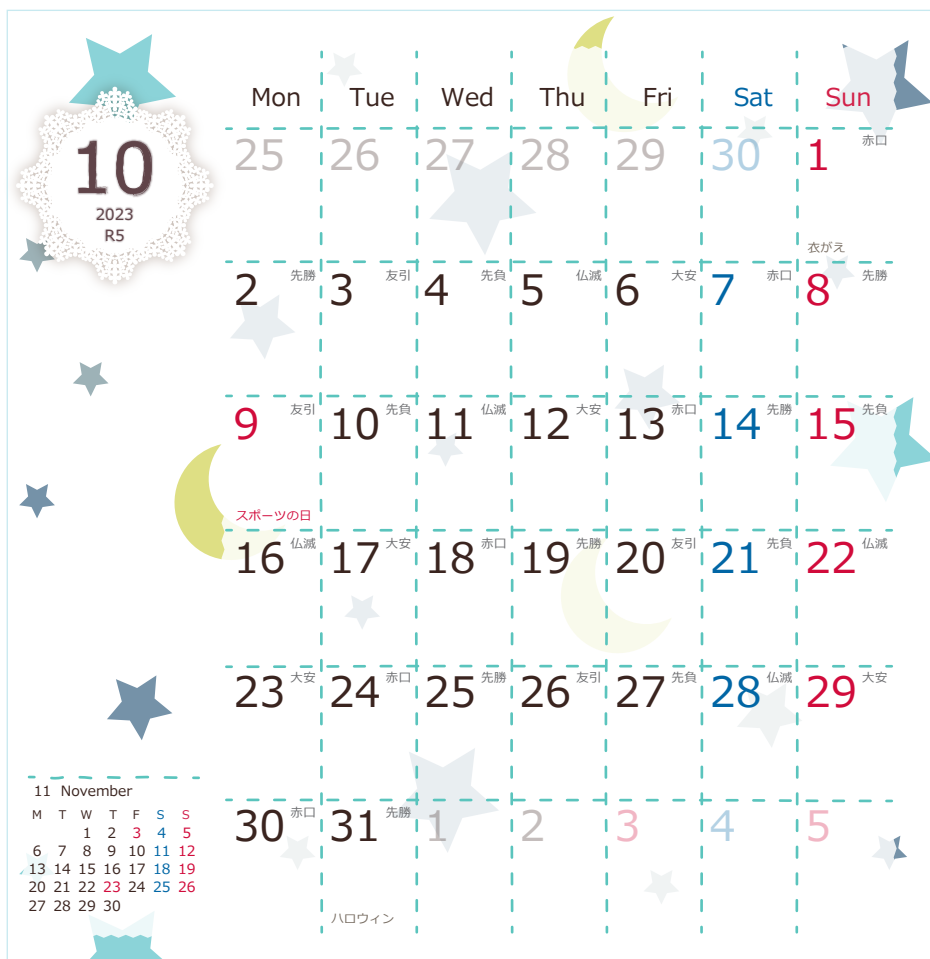 10
2023
R5
Mon Tue Wed Thu Fri Sat Sun
25 26 27 28 29 30 1 赤口
衣がえ
2 先勝 3 友引 4 先負 5 仏滅 6 大安 7 赤口 8 先勝
9 友引 10 先負 11 仏滅 12 大安 13 赤口 14 先勝 15 先負
スポーツの日
16 仏滅 17 大安 18 赤口 19 先勝 20 友引 21 先負 22 仏滅
23 大安 24 赤口 25 先勝 26 友引 27 先負 28 仏滅 29 大安
30 赤口 31 先勝 1 2 3 4 5
ハロウィン
11 November
M T W T F S S
1 2 3 4 5
6 7 8 9 10 11 12
13 14 15 16 17 18 19
20 21 22 23 24 25 26
27 28 29 30